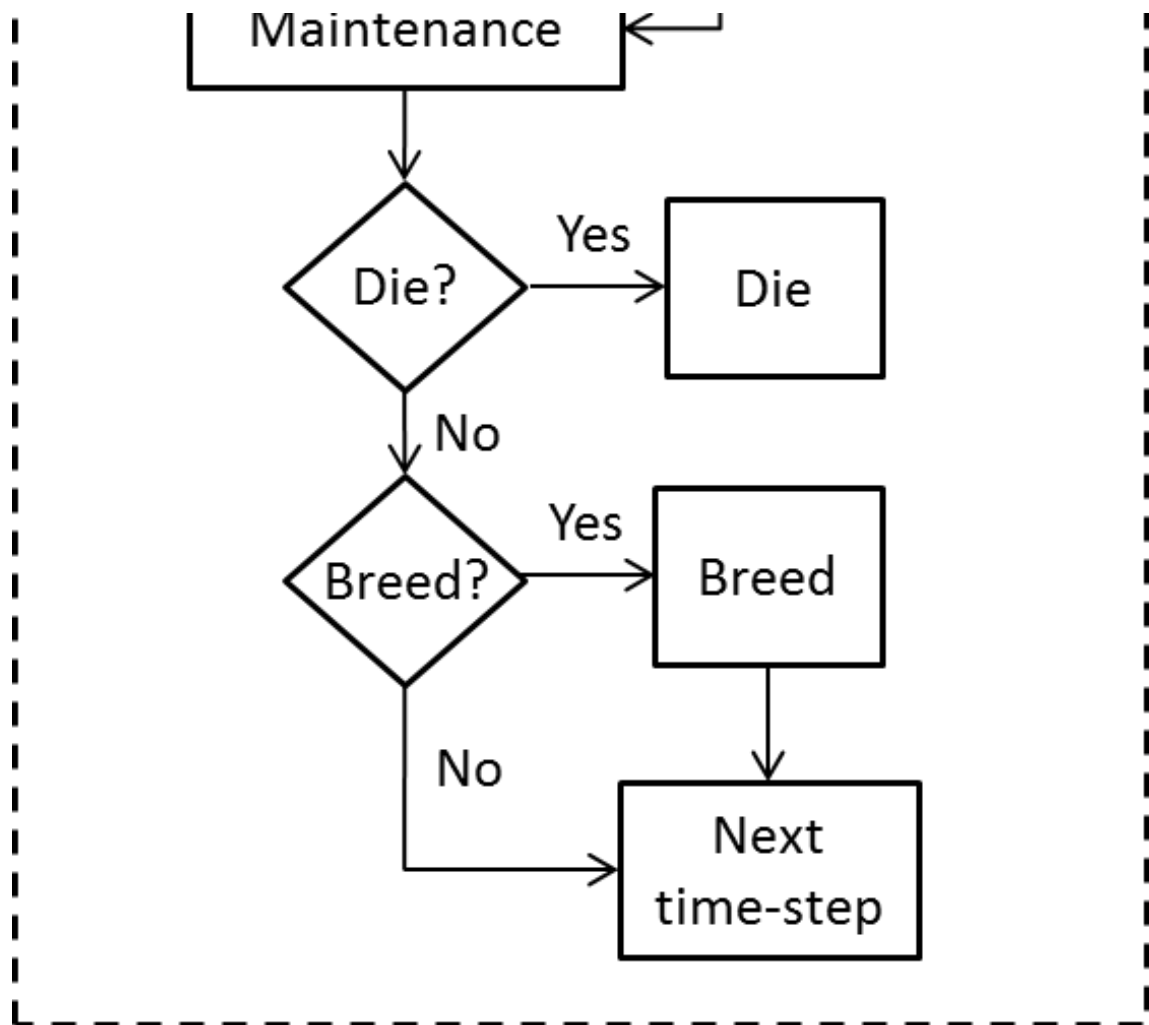 Maintenance
Yes
Die?
Die
No
Yes
Breed?
Breed
No
Next
time-step